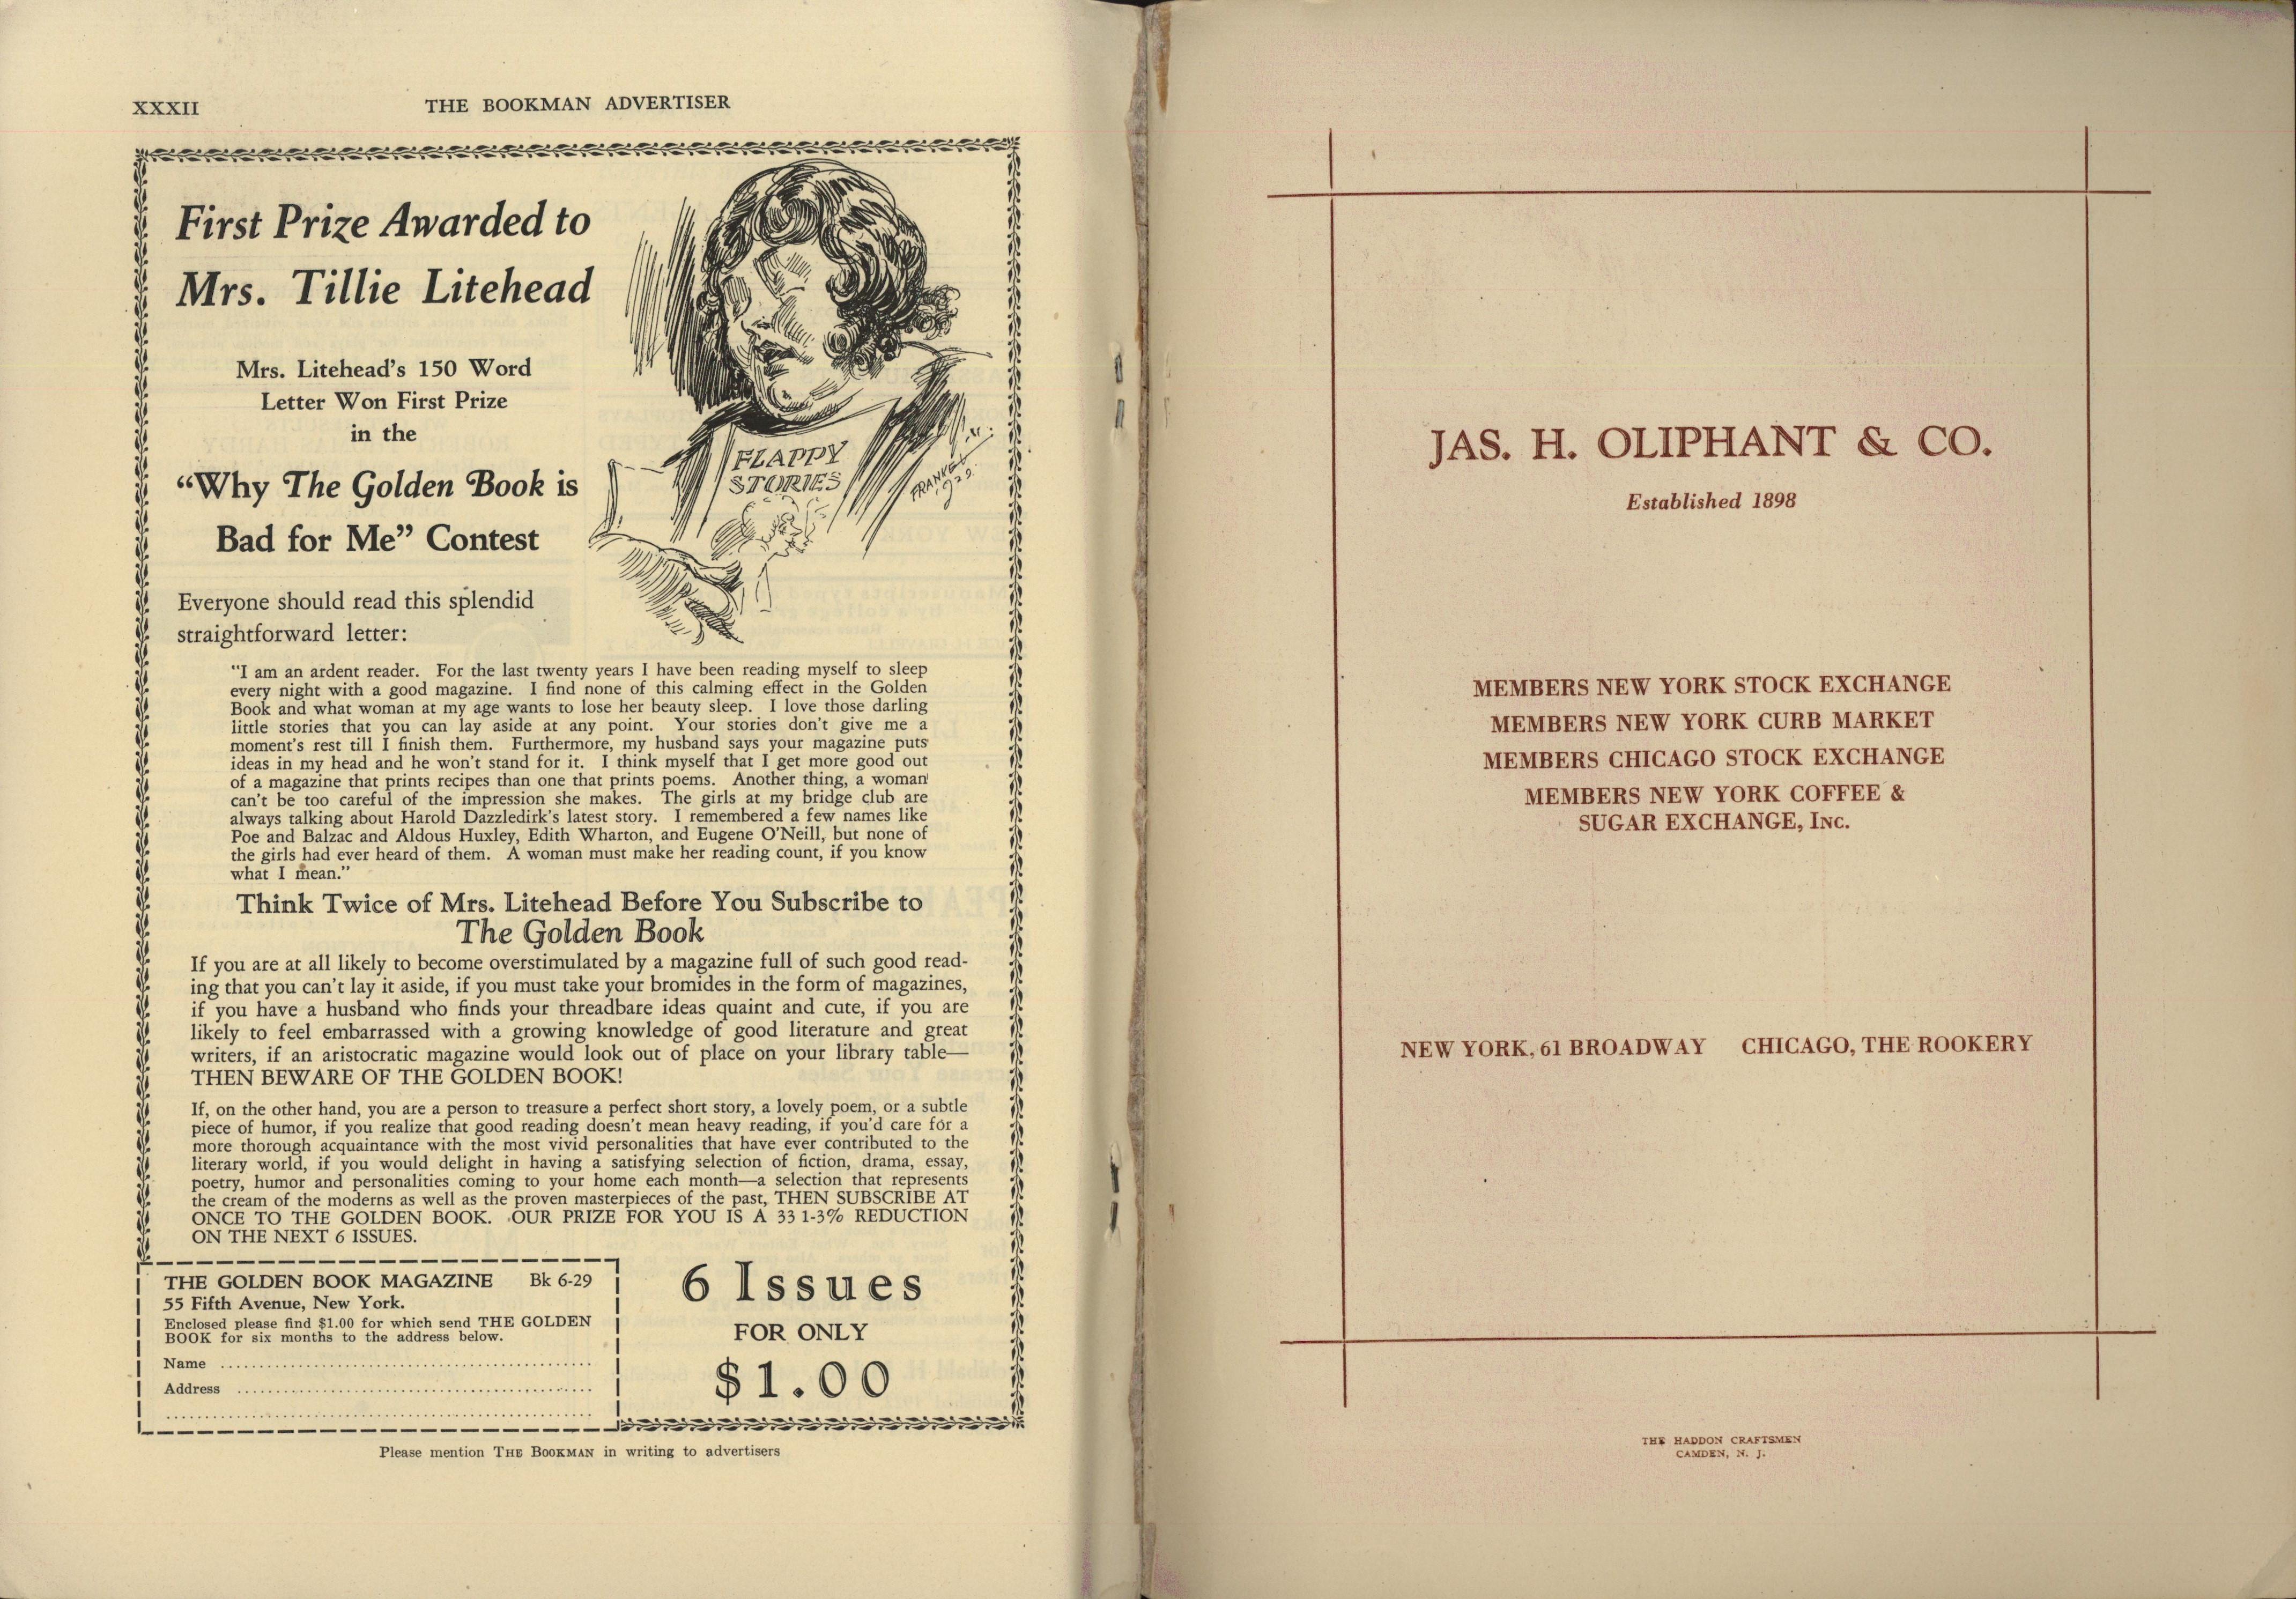 XXXII
THE BOOKMAN ADVERTISER
First Prize Awarded to
Mrs. Tillie Litehead
Mrs. Litehead's 150 Word
Letter Won First Prize
in the
“Why The Golden Book is
Bad for Me” Contest
FLAPPY
STORIES
Everyone should read this splendid
straightforward letter:
"I am an ardent reader. For the last twenty years I have been reading myself to sleep
every night with a good magazine. I find none of this calming effect in the Golden
Book and what woman at my age wants to lose her beauty sleep. I love those darling
little stories that you can lay aside at any point. Your stories don't give me a
moment's rest till I finish them. Furthermore, my husband says your magazine puts
ideas in my head and he won't stand for it. I think myself that I get more good out
of a magazine that prints recipes than one that prints poems. Another thing, a woman
can't be too careful of the impression she makes. The girls at my bridge club are
always talking about Harold Dazzledirk's latest story. I remembered a few names like
Poe and Balzac and Aldous Huxley, Edith Wharton, and Eugene O'Neill, but none of
the girls had ever heard of them. A woman must make her reading count, if you know
what I mean."
Think Twice of Mrs. Litehead Before You Subscribe to
The Golden Book
If you are at all likely to become overstimulated by a magazine full of such good read-
ing that you can't lay it aside, if you must take your bromides in the form of magazines,
if you have a husband who finds your threadbare ideas quaint and cute, if you are
likely to feel embarrassed with a growing knowledge of good literature and great
writers, if an aristocratic magazine would look out of place on your library table—
THEN BEWARE OF THE GOLDEN BOOK!
If, on the other hand, you are a person to treasure a perfect short story, a lovely poem, or a subtle
piece of humor, if you realize that good reading doesn't mean heavy reading, if you'd care for a
more thorough acquaintance with the most vivid personalities that have ever contributed to the
literary world, if you would delight in having a satisfying selection of fiction, drama, essay,
poetry, humor and personalities coming to your home each month—a selection that represents
the cream of the moderns as well as the proven masterpieces of the past, THEN SUBSCRIBE AT
ONCE TO THE GOLDEN BOOK. OUR PRIZE FOR YOU IS A 33 1-3% REDUCTION
ON THE NEXT 6 ISSUES.
THE GOLDEN BOOK MAGAZINE Bk 6-29
55 Fifth Avenue, New York.
Enclosed please find $1.00 for which send THE GOLDEN
BOOK for six months to the address below.
Name
Address
6 Issues
FOR ONLY
$1.00
Please mention THE BOOKMAN in writing to advertisers
JAS. H. OLIPHANT & CO.
Established 1898
MEMBERS NEW YORK STOCK EXCHANGE
MEMBERS NEW YORK CURB MARKET
MEMBERS CHICAGO STOCK EXCHANGE
MEMBERS NEW YORK COFFEE &
SUGAR EXCHANGE, INC.
NEW YORK, 61 BROADWAY CHICAGO, THE ROOKERY
THE HADDON CRAFTSMEN
CAMDEN, N. J.